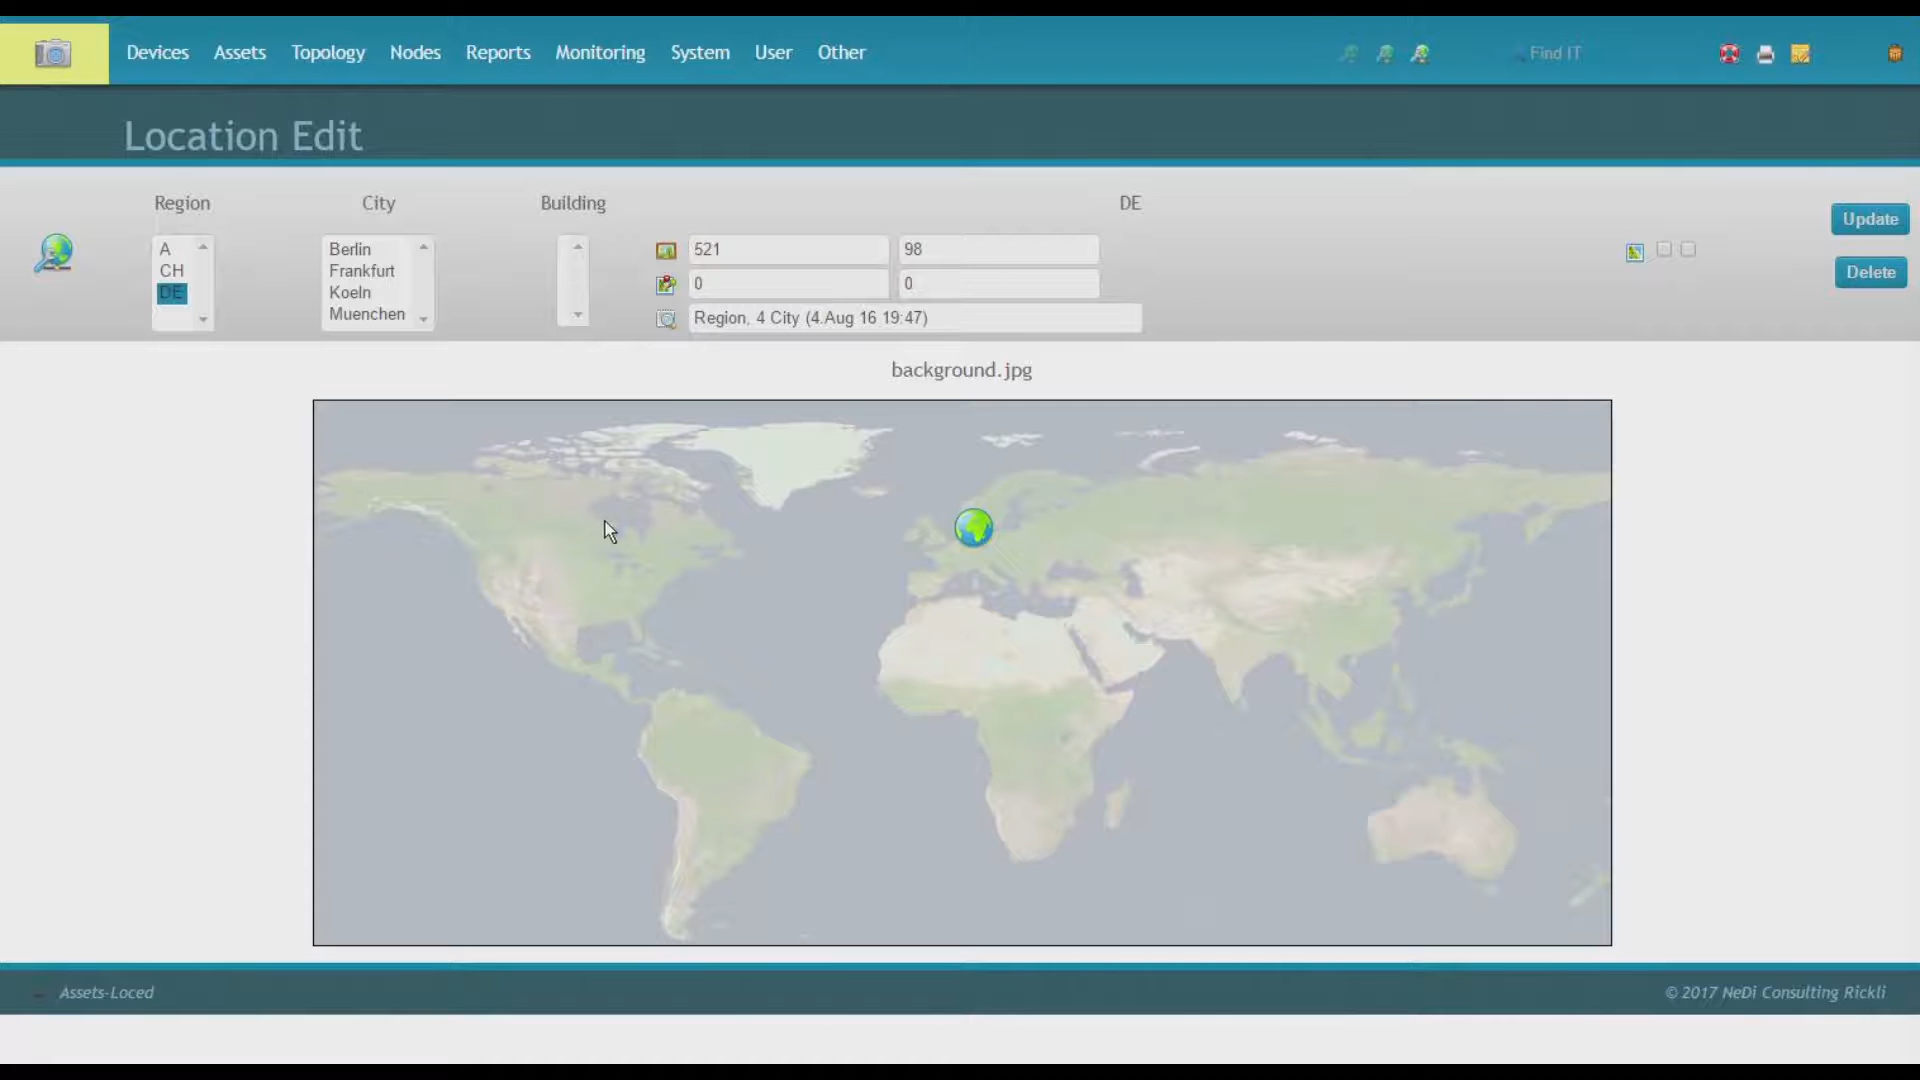 Devices Assets Topology Nodes Reports Monitoring System User Other Find IT
Location Edit
Region City Building DE
A
CH
DE
Berlin
Frankfurt
Koeln
Muenchen
521 98
0 0
Region, 4 City (4.Aug 16 19:47)
Update
Delete
background.jpg
Assets-Loced © 2017 NeDi Consulting Rickli